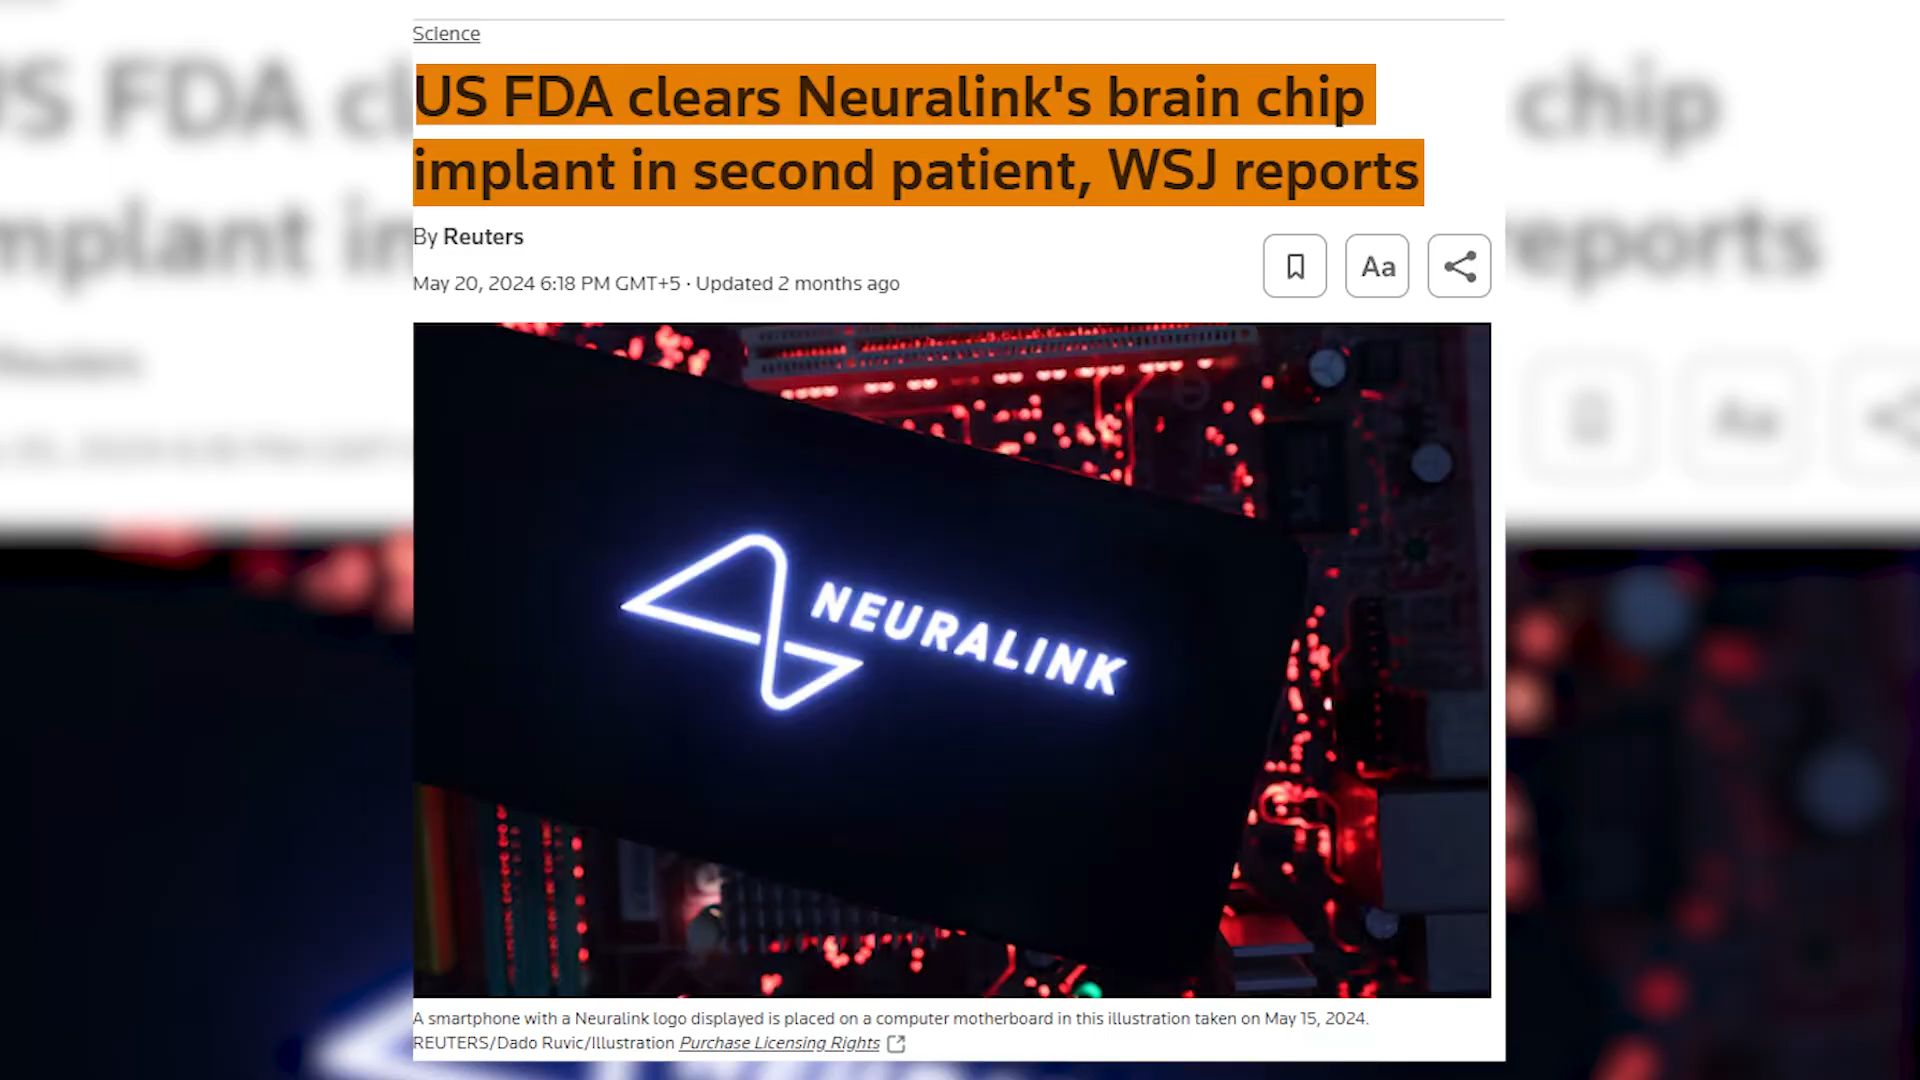 Science
US FDA clears Neuralink's brain chip
implant in second patient, WSJ reports
By Reuters
May 20, 2024 6:18 PM GMT+5 · Updated 2 months ago
Aa
NEURALINK
A smartphone with a Neuralink logo displayed is placed on a computer motherboard in this illustration taken on May 15, 2024.
REUTERS/Dado Ruvic/Illustration Purchase Licensing Rights